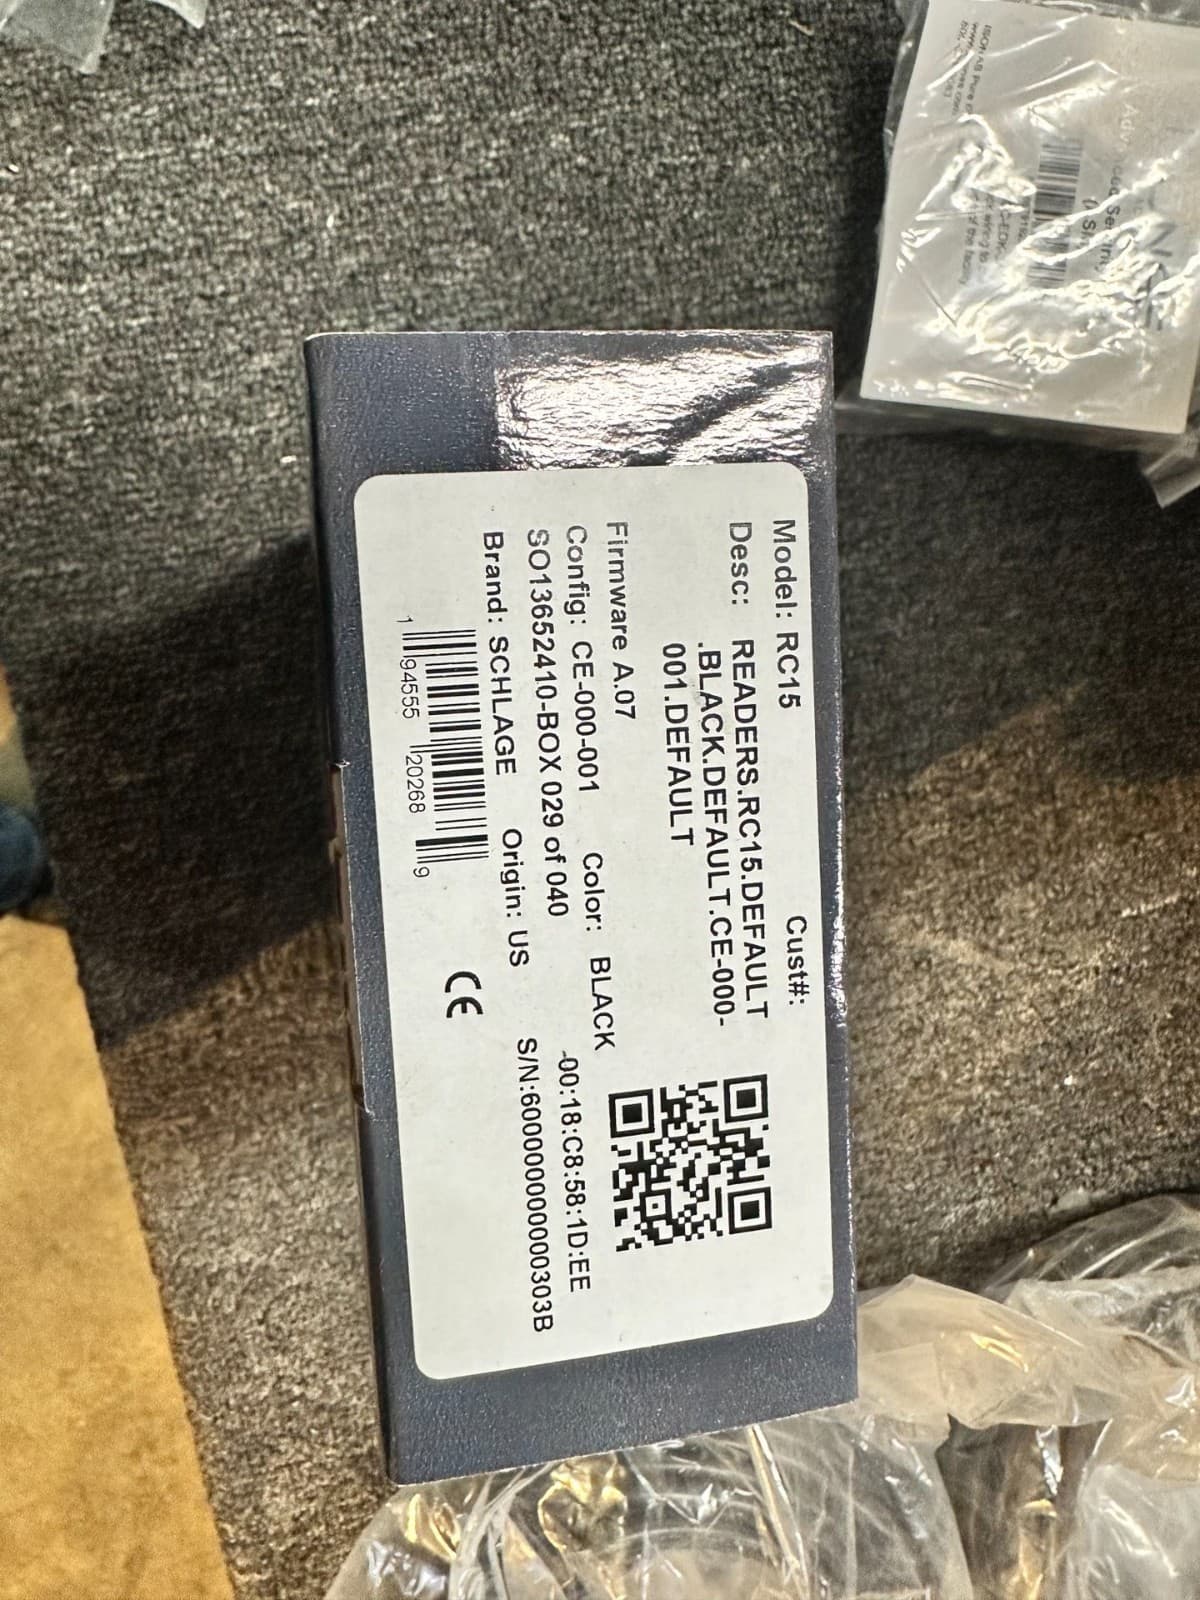 Model: RC15 Cust#:
Desc: READERS.RC15.DEFAULT
.BLACK.DEFAULT.CE-000-
001.DEFAULT
Firmware A.07
Config: CE-000-001 Color: BLACK
SO13652410-BOX 029 of 040
-00:18:C8:58:1D:EE
Brand: SCHLAGE Origin: US
S/N:6000000000000303B
1 94555 20268 9
CE